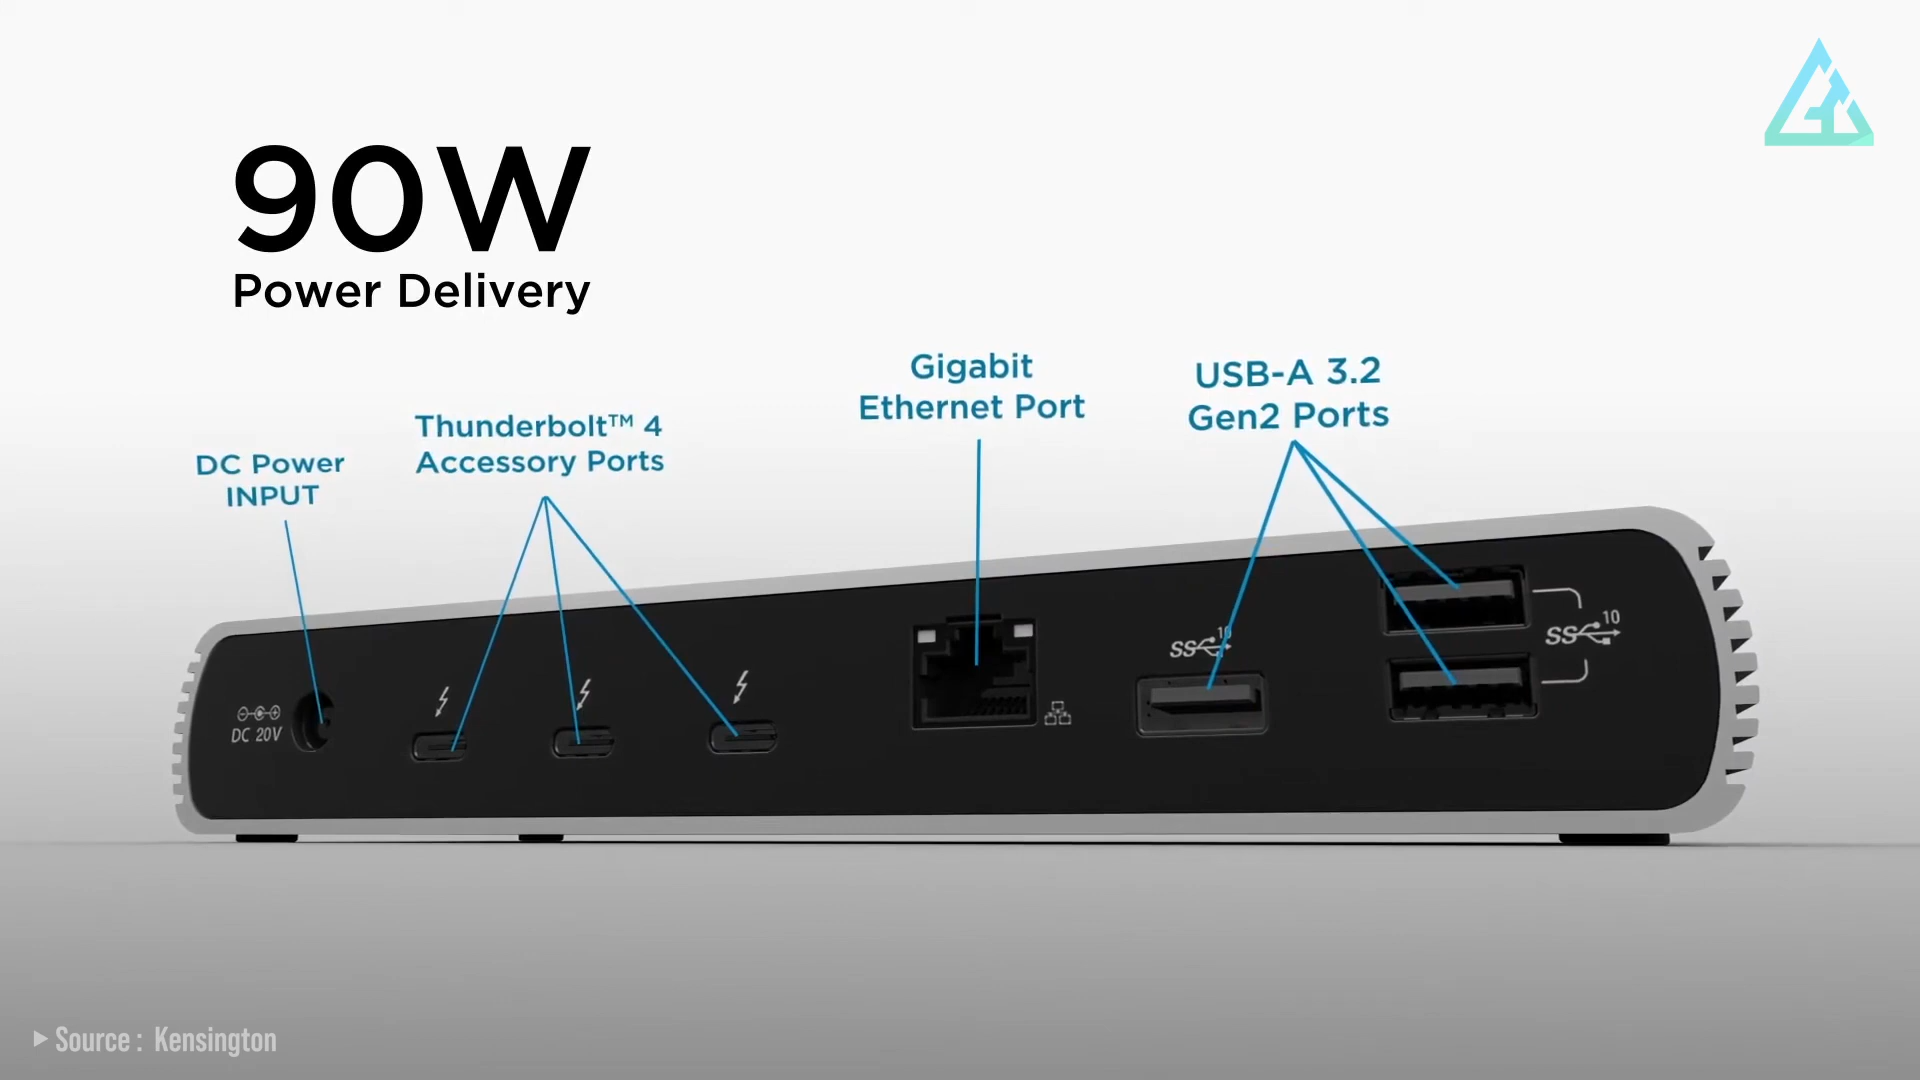 90W
Power Delivery
Gigabit
Ethernet Port
USB-A 3.2
Gen2 Ports
Thunderbolt™ 4
Accessory Ports
DC Power
INPUT
SS 10
SS 10
DC 20V
Source : Kensington